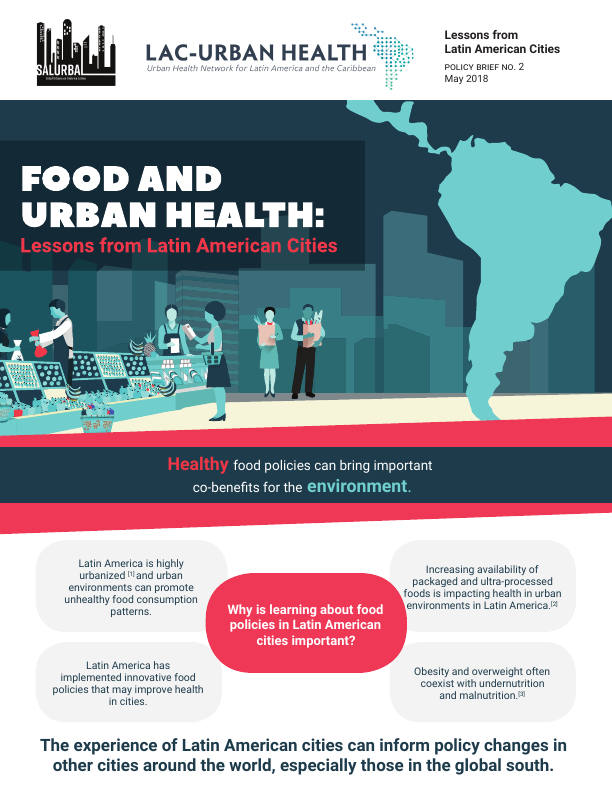 SALURBAL
LAC-URBAN HEALTH
Urban Health Network for Latin America and the Caribbean
Lessons from
Latin American Cities
POLICY BRIEF NO. 2
May 2018
FOOD AND
URBAN HEALTH:
Lessons from Latin American Cities
Healthy food policies can bring important
co-benefits for the environment.
Latin America is highly
urbanized [1] and urban
environments can promote
unhealthy food consumption
patterns.
Increasing availability of
packaged and ultra-processed
foods is impacting health in urban
environments in Latin America.[2]
Why is learning about food
policies in Latin American
cities important?
Latin America has
implemented innovative food
policies that may improve health
in cities.
Obesity and overweight often
coexist with undernutrition
and malnutrition.[3]
The experience of Latin American cities can inform policy changes in
other cities around the world, especially those in the global south.